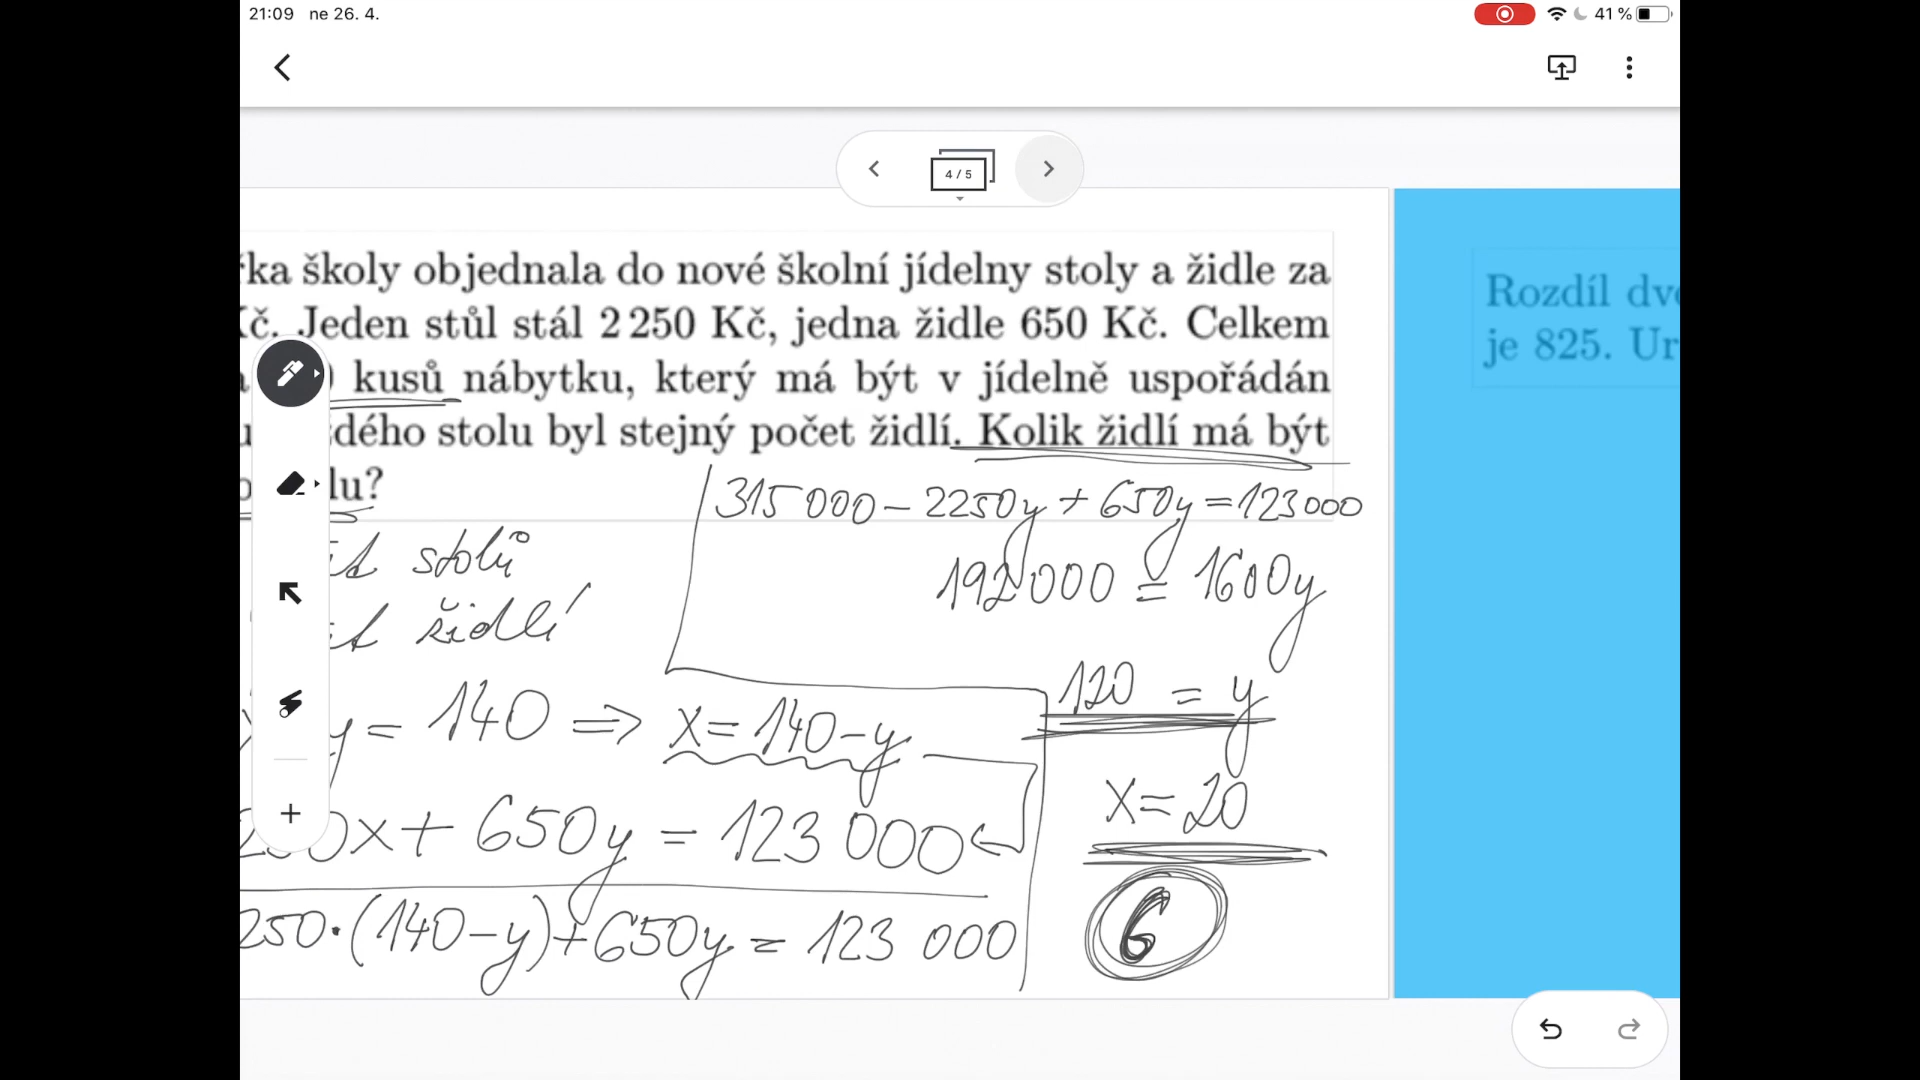 21:09 ne 26. 4.
41 %
4 / 5
ka školy objednala do nové školní jídelny stoly a židle za
Kč. Jeden stůl stál 2 250 Kč, jedna židle 650 Kč. Celkem
kusů nábytku, který má být v jídelně uspořádán
dého stolu byl stejný počet židlí. Kolik židlí má být
lu?
Rozdíl dv
je 825. Ur
315 000 − 2250y + 650y = 123 000
stolů
192 000 = 1600y
židlí
120 = y
y = 140 ⇒ x = 140 − y
x = 20
0x + 650y = 123 000
6
250 · (140 − y) + 650y = 123 000